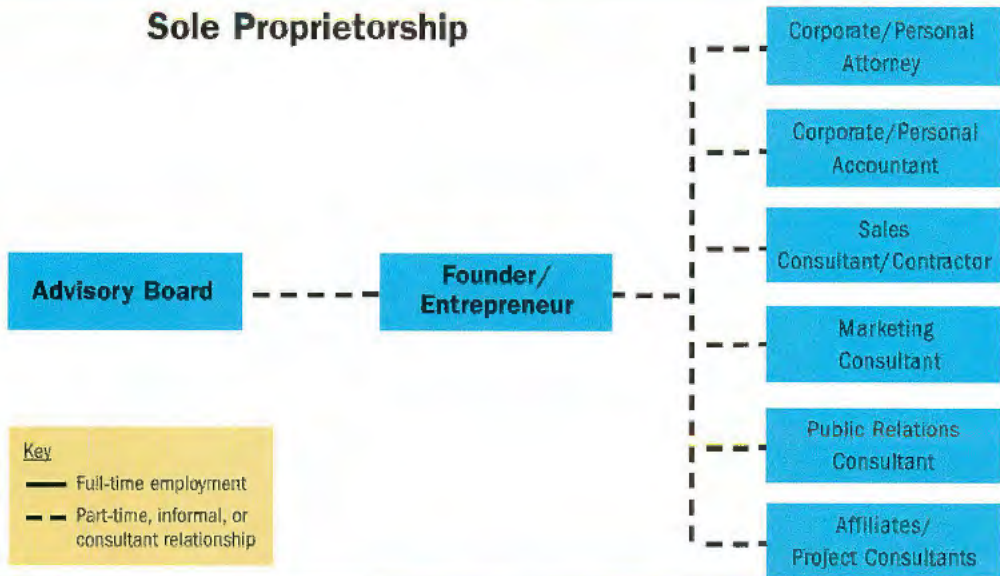 Sole Proprietorship
Advisory Board
Founder/
Entrepreneur
Corporate/Personal
Attorney
Corporate/Personal
Accountant
Sales
Consultant/Contractor
Marketing
Consultant
Public Relations
Consultant
Affiliates/
Project Consultants
Key
Full-time employment
Part-time, informal, or
consultant relationship